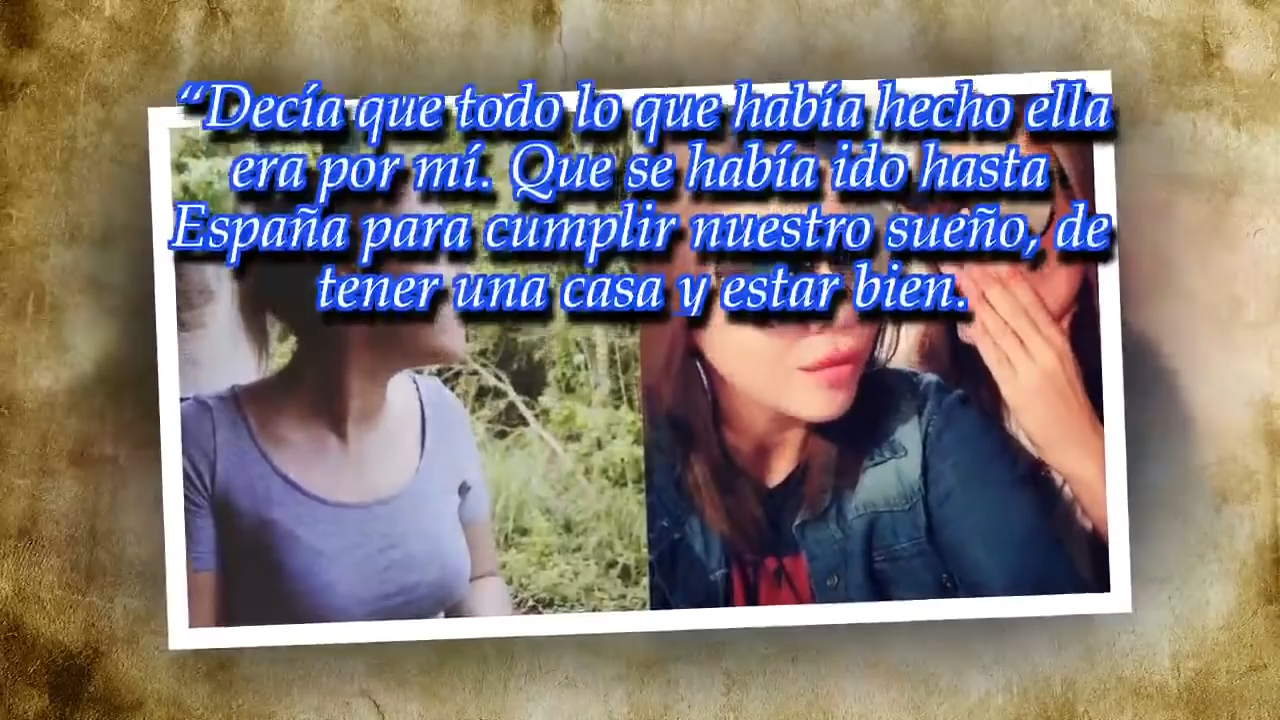 “Decía que todo lo que había hecho ella
era por mí. Que se había ido hasta
España para cumplir nuestro sueño, de
tener una casa y estar bien.